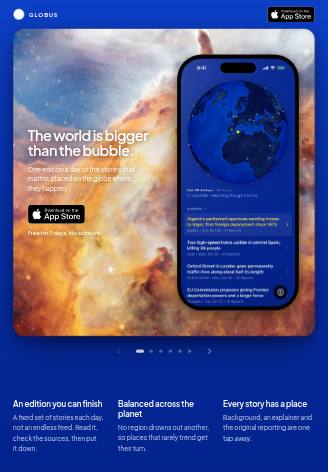 GLOBUS
Download on the
App Store
The world is bigger
than the bubble.
One edition a day of the stories that
matter, placed on the globe where
they happen.
Download on the
App Store
Free for 7 days. No account.
9:41
Algeria's parliament approves sending troops
to Niger, first foreign deployment since 1973
Two high-speed trains collide in central Spain,
killing 59 people
Oxford Street in London goes permanently
traffic-free along about half its length
EU Commission proposes giving Frontex
deportation powers and a larger force
An edition you can finish
A fixed set of stories each day,
not an endless feed. Read it,
check the sources, then put
it down.
Balanced across the
planet
No region drowns out another,
so places that rarely trend get
their turn.
Every story has a place
Background, an explainer and
the original reporting are one
tap away.